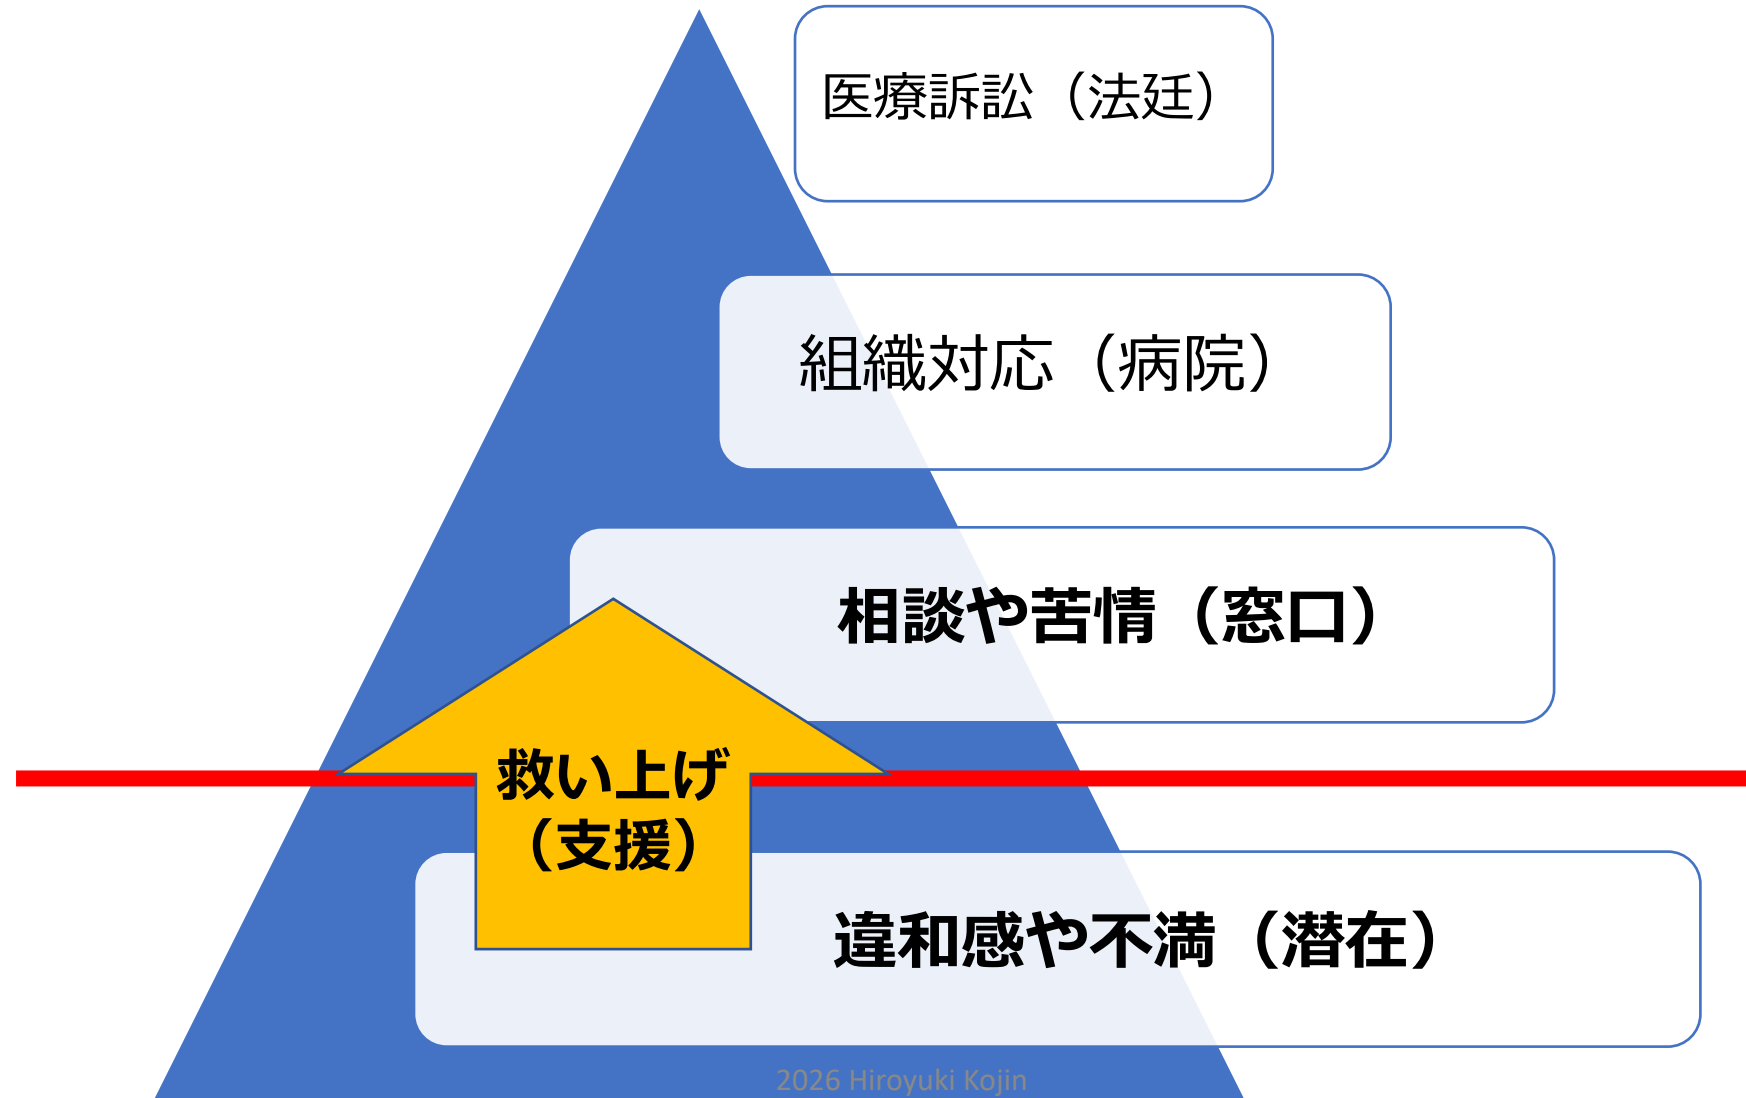 医療訴訟（法廷）
組織対応（病院）
相談や苦情（窓口）
救い上げ
（支援）
違和感や不満（潜在）
2026 Hiroyuki Kojin